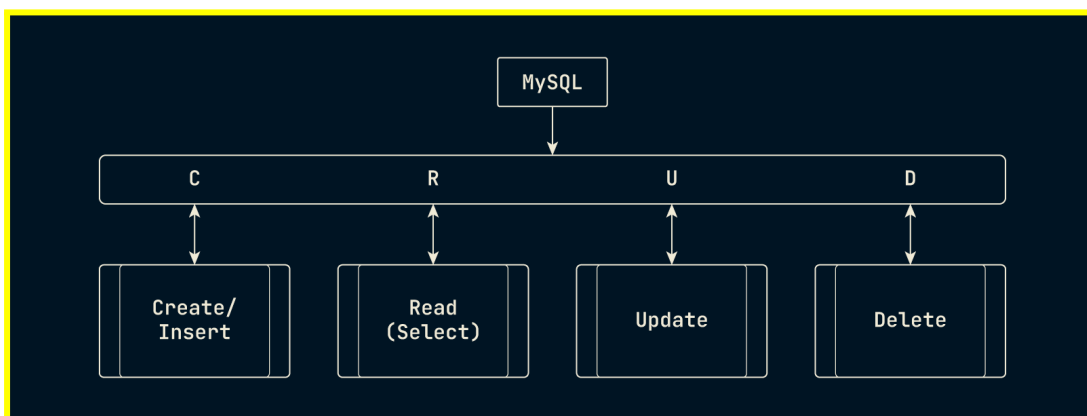 MySQL
C R U D
Create/
Insert
Read
(Select)
Update
Delete